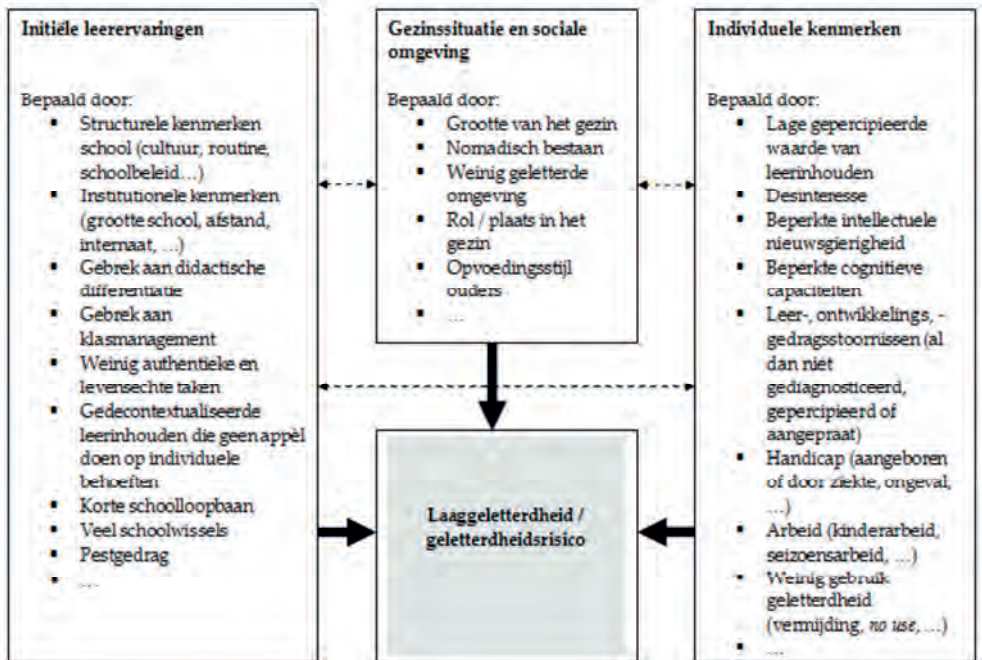 Initiële leerervaringen
Bepaald door:
▪ Structurele kenmerken
school (cultuur, routine,
schoolbeleid…)
▪ Institutionele kenmerken
(grootte school, afstand,
internaat, …)
▪ Gebrek aan didactische
differentiatie
▪ Gebrek aan
klasmanagement
▪ Weinig authentieke en
levensechte taken
▪ Gedecontextualiseerde
leerinhouden die geen appèl
doen op individuele
behoeften
▪ Korte schoolloopbaan
▪ Veel schoolwissels
▪ Pestgedrag
▪ …
Gezinssituatie en sociale
omgeving
Bepaald door:
▪ Grootte van het gezin
▪ Nomadisch bestaan
▪ Weinig geletterde
omgeving
▪ Rol / plaats in het
gezin
▪ Opvoedingsstijl
ouders
▪ …
Individuele kenmerken
Bepaald door:
▪ Lage gepercipieerde
waarde van
leerinhouden
▪ Desinteresse
▪ Beperkte intellectuele
nieuwsgierigheid
▪ Beperkte cognitieve
capaciteiten
▪ Leer-, ontwikkelings, -
gedragsstoornissen (al
dan niet
gediagnosticeerd,
gepercipieerd of
aangepraat)
▪ Handicap (aangeboren
of door ziekte, ongeval,
…)
▪ Arbeid (kinderarbeid,
seizoensarbeid, …)
▪ Weinig gebruik
geletterdheid
(vermijding, no use, …)
▪ …
Laaggeletterdheid /
geletterdheidsrisico